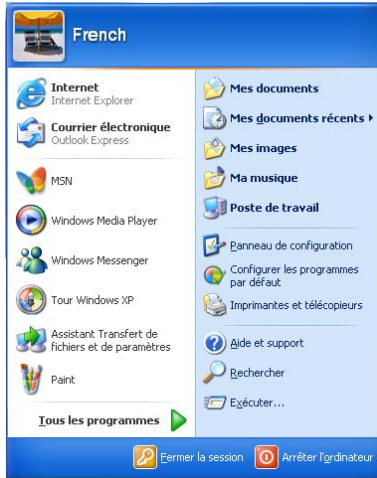 French
Internet
Internet Explorer
Courrier électronique
Outlook Express
MSN
Windows Media Player
Windows Messenger
Tour Windows XP
Assistant Transfert de
fichiers et de paramètres
Paint
Tous les programmes
Mes documents
Mes documents récents
Mes images
Ma musique
Poste de travail
Panneau de configuration
Configurer les programmes
par défaut
Imprimantes et télécopieurs
Aide et support
Rechercher
Exécuter...
Fermer la session
Arrêter l'ordinateur